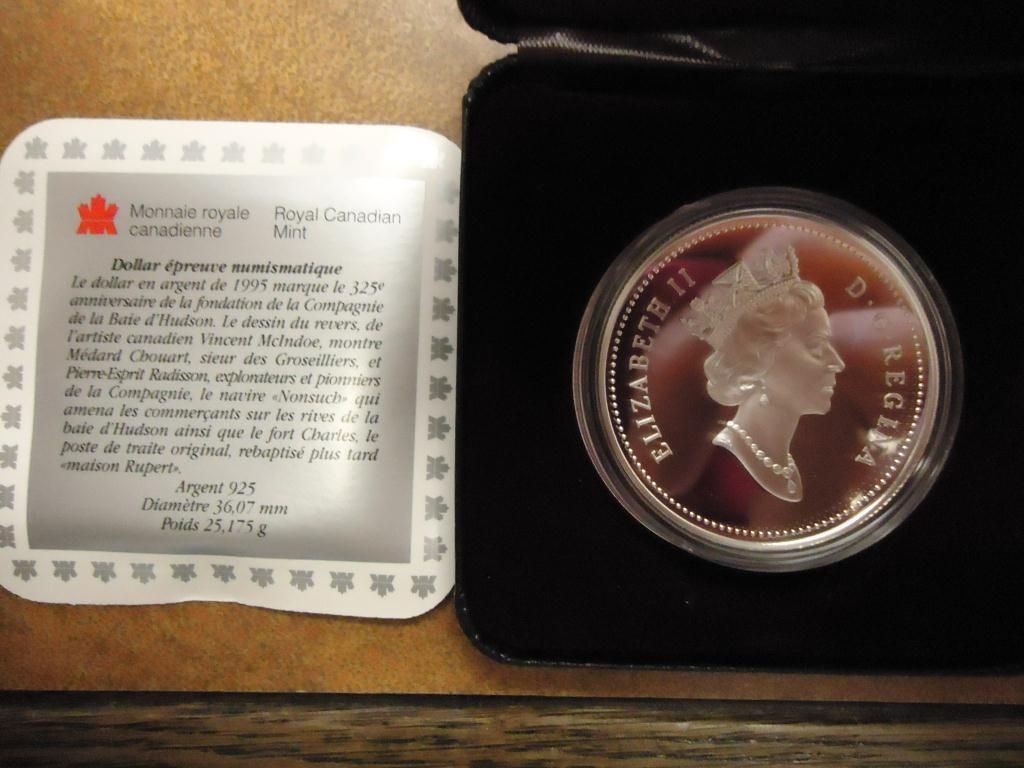 Monnaie royale
canadienne
Royal Canadian
Mint
Dollar épreuve numismatique
Le dollar en argent de 1995 marque le 325e
anniversaire de la fondation de la Compagnie
de la Baie d'Hudson. Le dessin du revers, de
l'artiste canadien Vincent McIndoe, montre
Médard Chouart, sieur des Groseilliers, et
Pierre-Esprit Radisson, explorateurs et pionniers
de la Compagnie, le navire «Nonsuch» qui
amena les commerçants sur les rives de la
baie d'Hudson ainsi que le fort Charles, le
poste de traite original, rebaptisé plus tard
«maison Rupert».
Argent 925
Diamètre 36,07 mm
Poids 25,175 g
ELIZABETH II
D·G REGINA